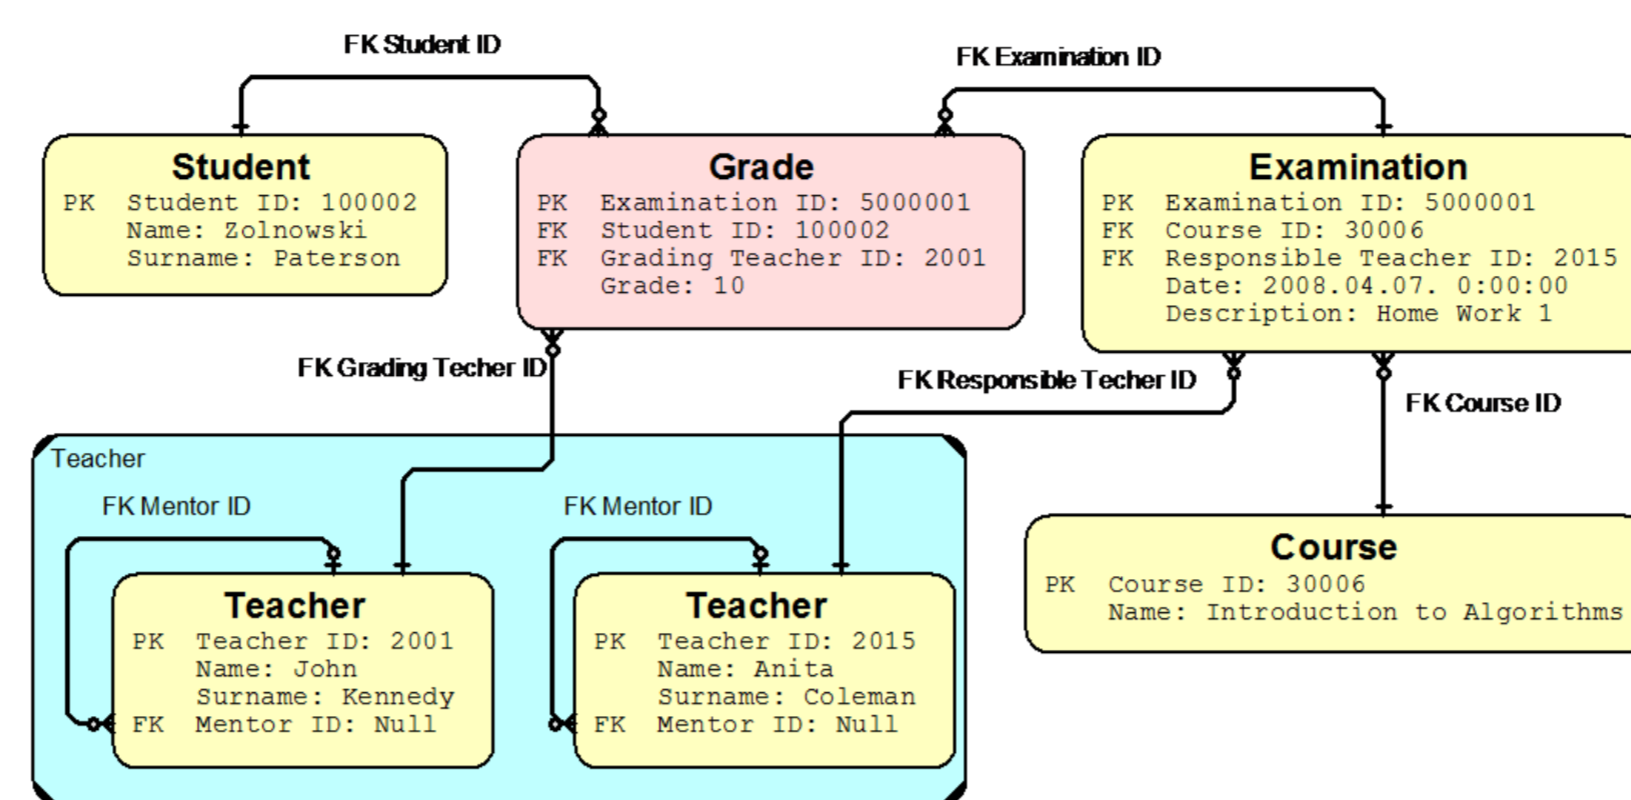 FK Student ID
FK Examination ID
Student
PK Student ID: 100002
Name: Zolnowski
Surname: Paterson
Grade
PK Examination ID: 5000001
FK Student ID: 100002
FK Grading Teacher ID: 2001
Grade: 10
Examination
PK Examination ID: 5000001
FK Course ID: 30006
FK Responsible Teacher ID: 2015
Date: 2008.04.07. 0:00:00
Description: Home Work 1
FK Grading Techer ID
FK Responsible Techer ID
FK Course ID
Teacher
FK Mentor ID
FK Mentor ID
Teacher
PK Teacher ID: 2001
Name: John
Surname: Kennedy
FK Mentor ID: Null
Teacher
PK Teacher ID: 2015
Name: Anita
Surname: Coleman
FK Mentor ID: Null
Course
PK Course ID: 30006
Name: Introduction to Algorithms